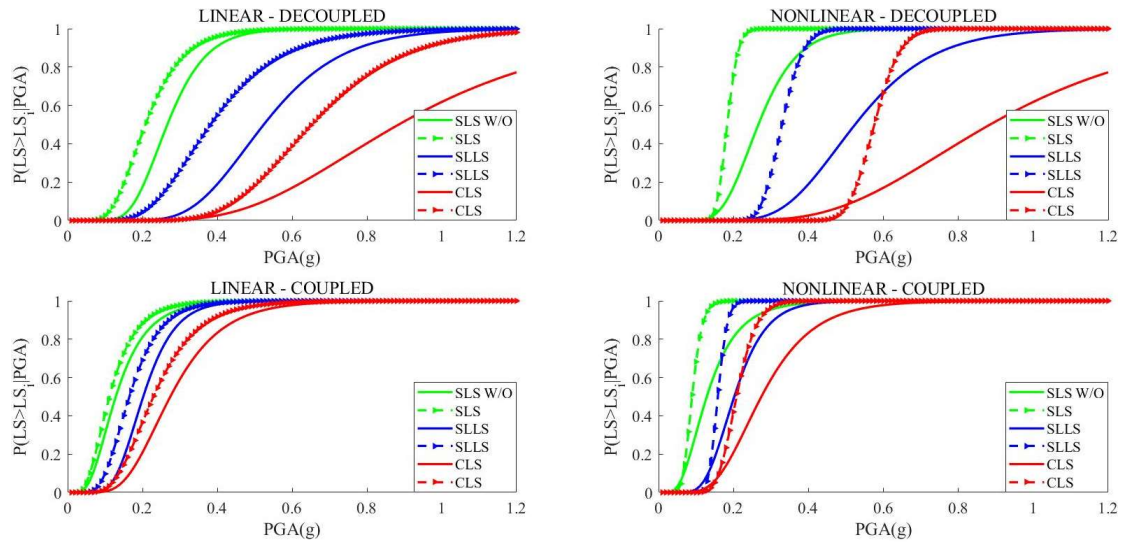 LINEAR - DECOUPLED
P(LS>LS_i|PGA)
1
0.8
0.6
0.4
0.2
0
SLS W/O
SLS
SLLS
SLLS
CLS
CLS
0 0.2 0.4 0.6 0.8 1 1.2
PGA(g)
NONLINEAR - DECOUPLED
P(LS>LS_i|PGA)
1
0.8
0.6
0.4
0.2
0
SLS W/O
SLS
SLLS
SLLS
CLS
CLS
0 0.2 0.4 0.6 0.8 1 1.2
PGA(g)
LINEAR - COUPLED
P(LS>LS_i|PGA)
1
0.8
0.6
0.4
0.2
0
SLS W/O
SLS
SLLS
SLLS
CLS
CLS
0 0.2 0.4 0.6 0.8 1 1.2
PGA(g)
NONLINEAR - COUPLED
P(LS>LS_i|PGA)
1
0.8
0.6
0.4
0.2
0
SLS W/O
SLS
SLLS
SLLS
CLS
CLS
0 0.2 0.4 0.6 0.8 1 1.2
PGA(g)